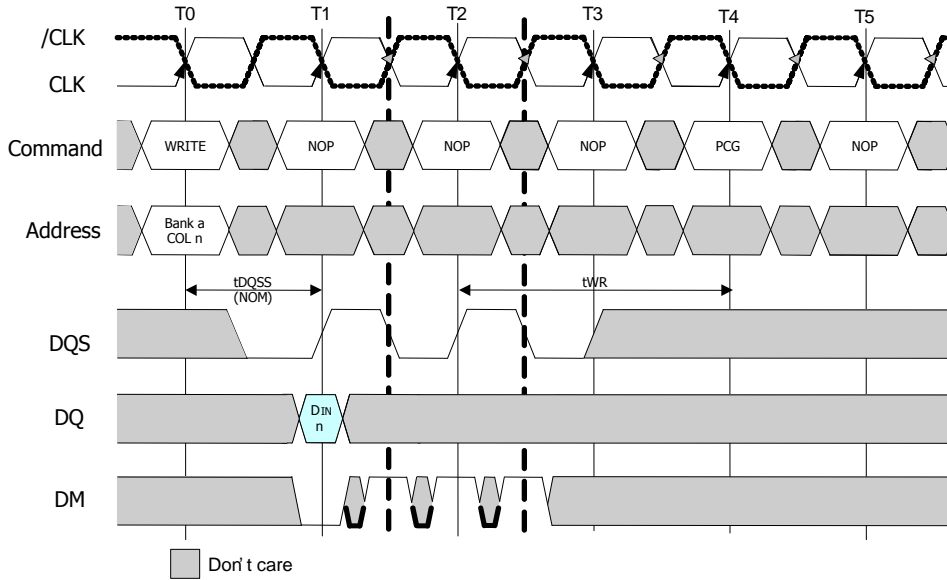 T0 T1 T2 T3 T4 T5
/CLK
CLK
Command WRITE NOP NOP NOP PCG NOP
Address Bank a
COL n
tDQSS
(NOM)
tWR
DQS
DQ DIN
n
DM
Don't care